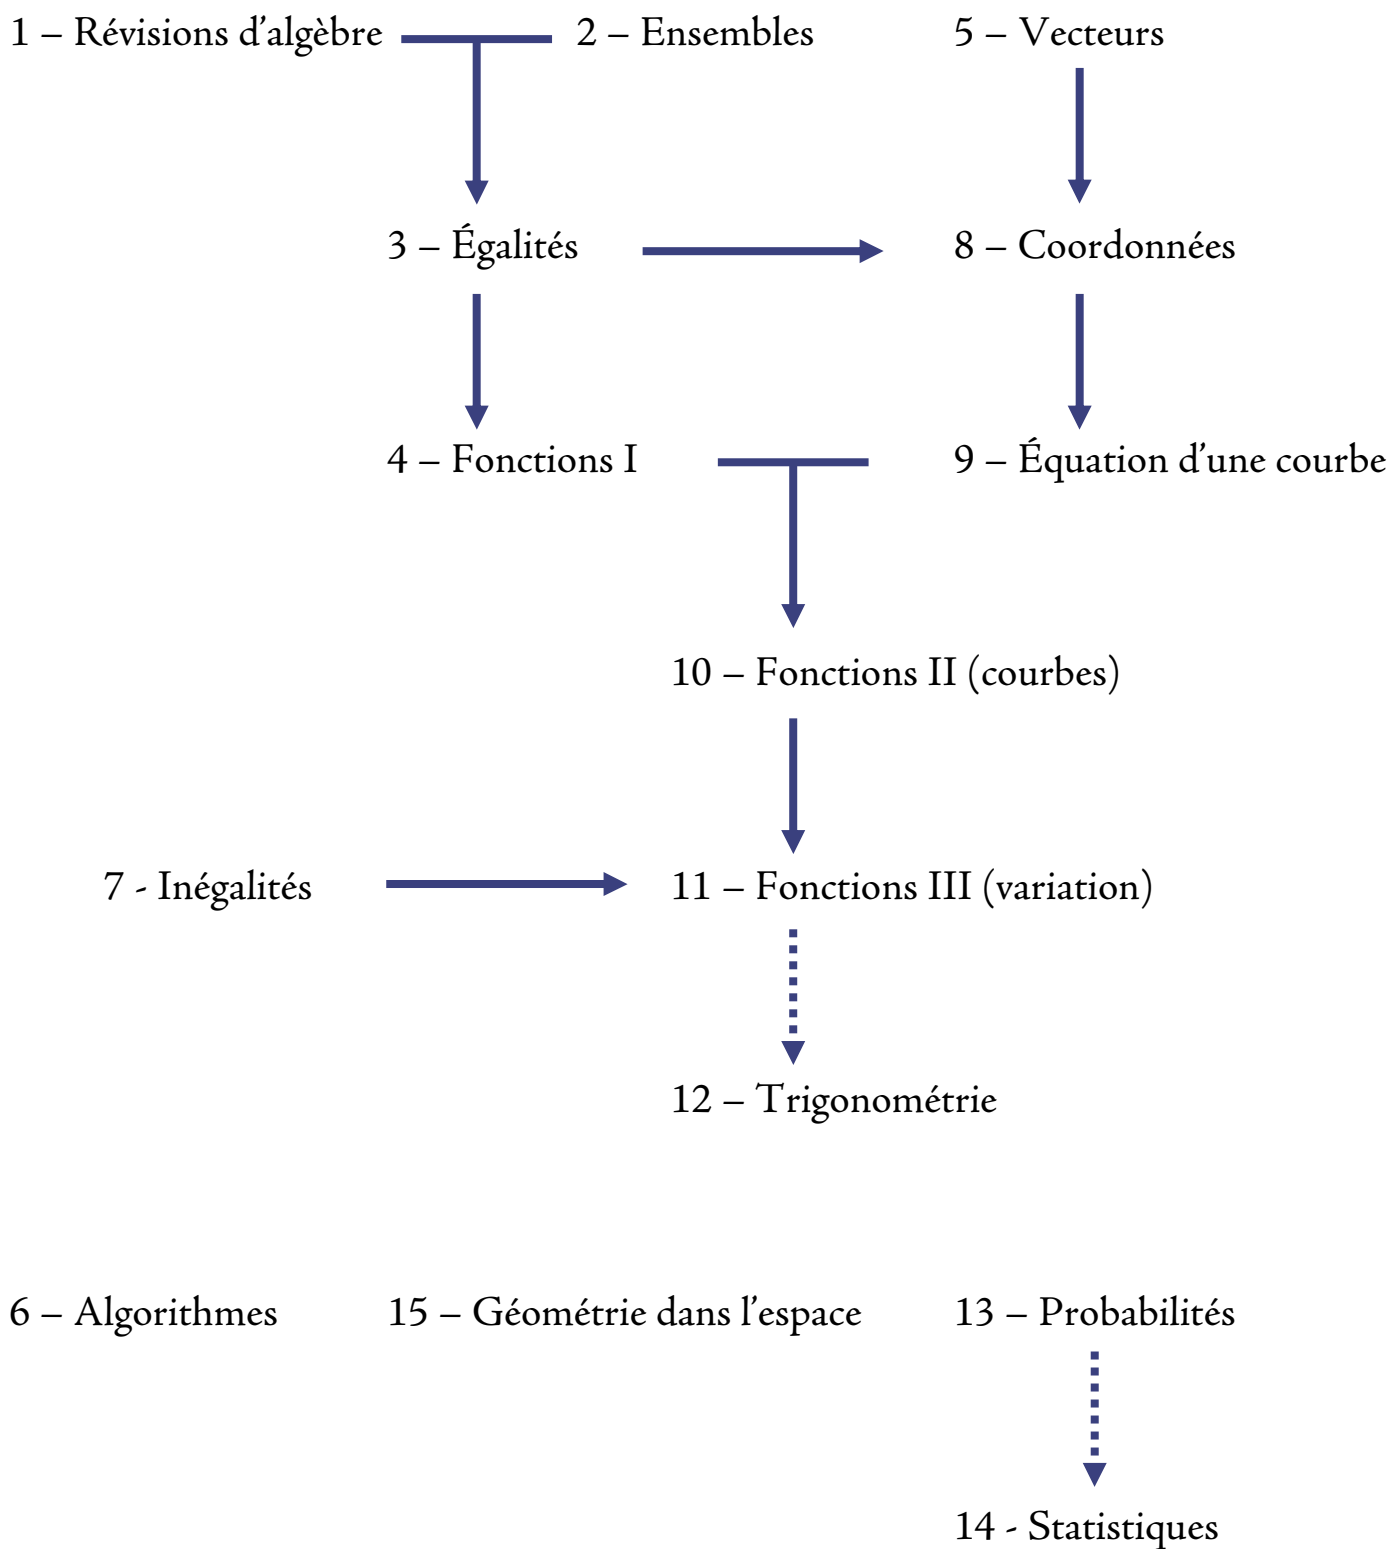 1 – Révisions d’algèbre
2 – Ensembles
5 – Vecteurs
3 – Égalités
8 – Coordonnées
4 – Fonctions I
9 – Équation d’une courbe
10 – Fonctions II (courbes)
7 - Inégalités
11 – Fonctions III (variation)
12 – Trigonométrie
6 – Algorithmes
15 – Géométrie dans l’espace
13 – Probabilités
14 - Statistiques